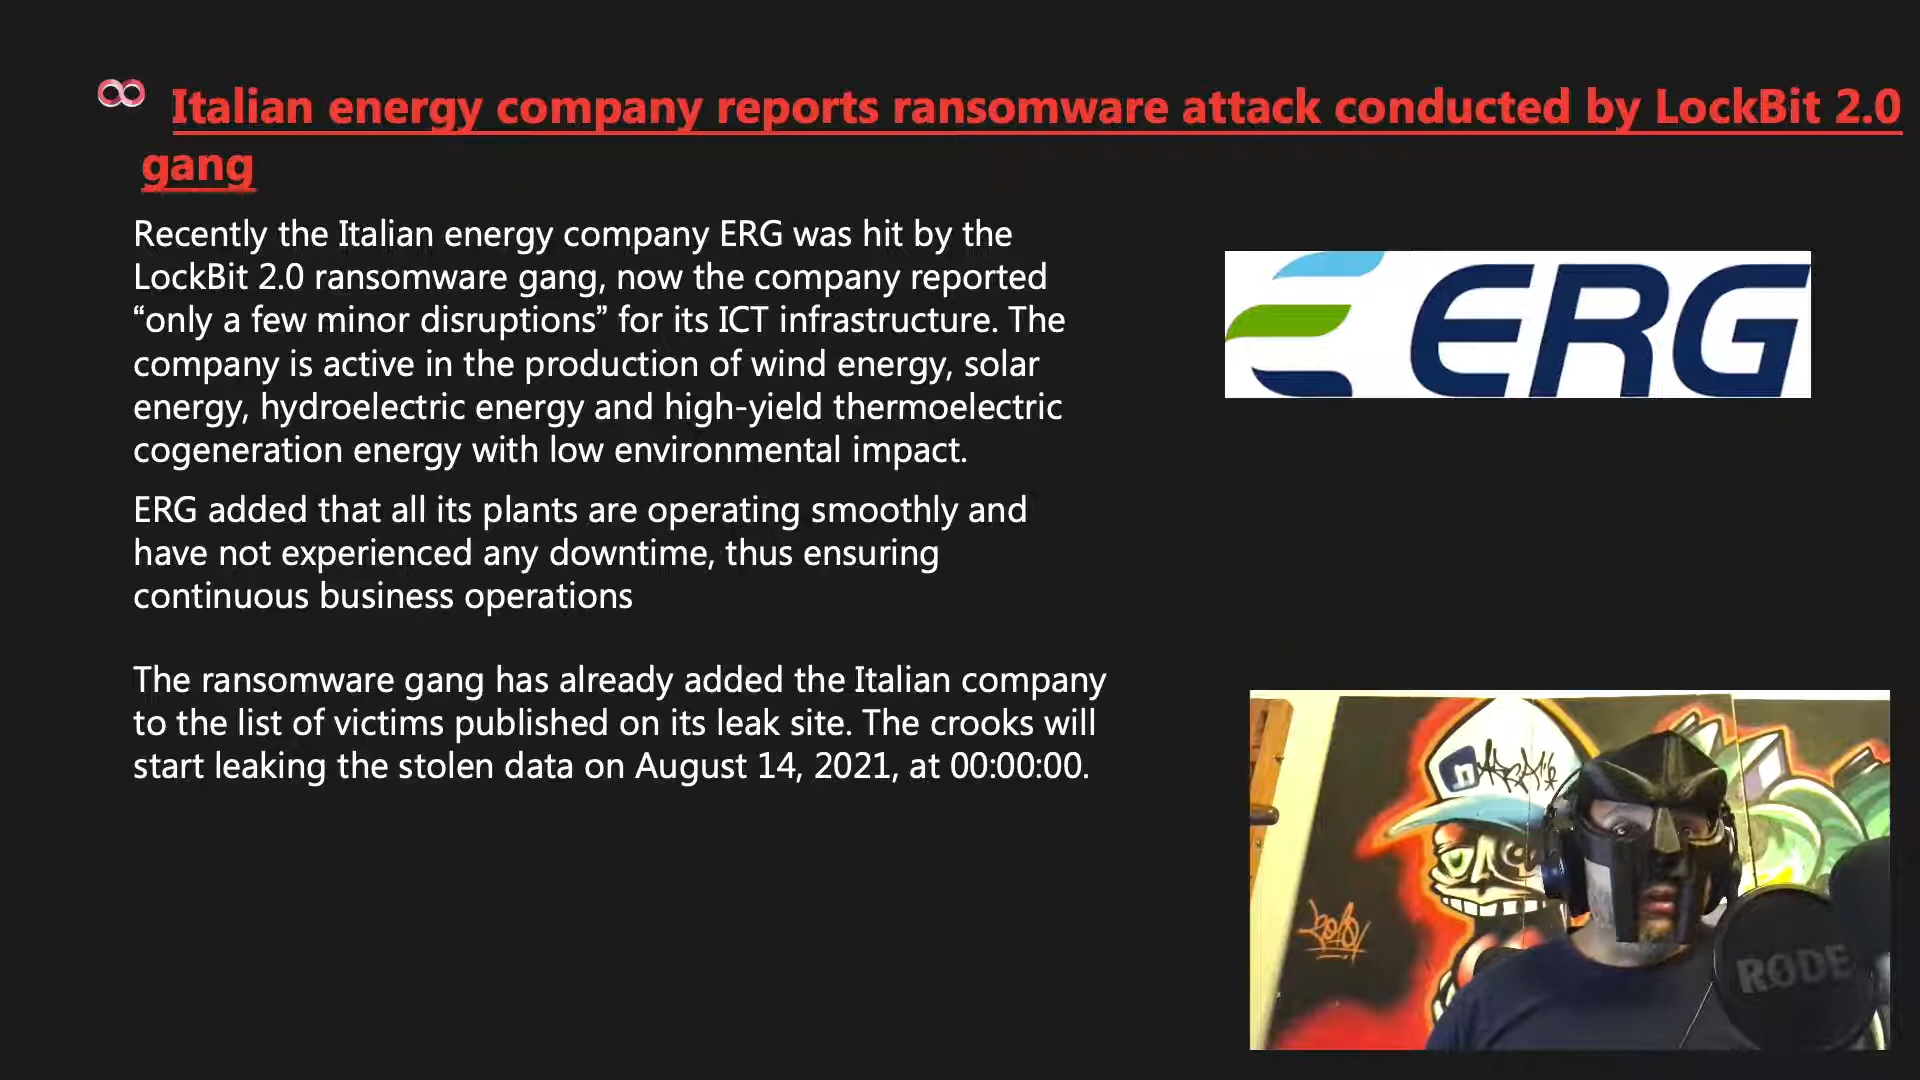 Italian energy company reports ransomware attack conducted by LockBit 2.0
gang
Recently the Italian energy company ERG was hit by the
LockBit 2.0 ransomware gang, now the company reported
“only a few minor disruptions” for its ICT infrastructure. The
company is active in the production of wind energy, solar
energy, hydroelectric energy and high-yield thermoelectric
cogeneration energy with low environmental impact.
ERG added that all its plants are operating smoothly and
have not experienced any downtime, thus ensuring
continuous business operations
The ransomware gang has already added the Italian company
to the list of victims published on its leak site. The crooks will
start leaking the stolen data on August 14, 2021, at 00:00:00.
ERG
RODE